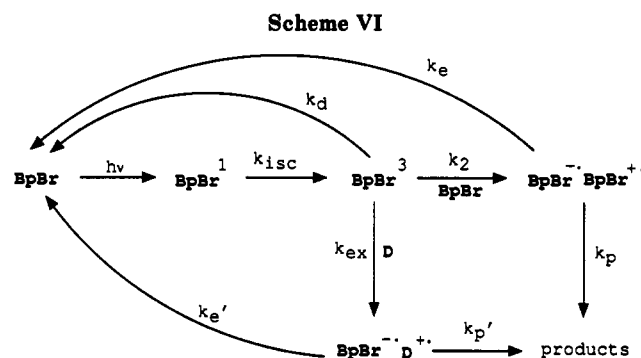 Scheme VI
k_e
k_d
BpBr hν BpBr^1 k_isc BpBr^3 k_2 BpBr BpBr^-. BpBr^+.
k_ex D k_p
k_e' BpBr^-. D^+. k_p' products